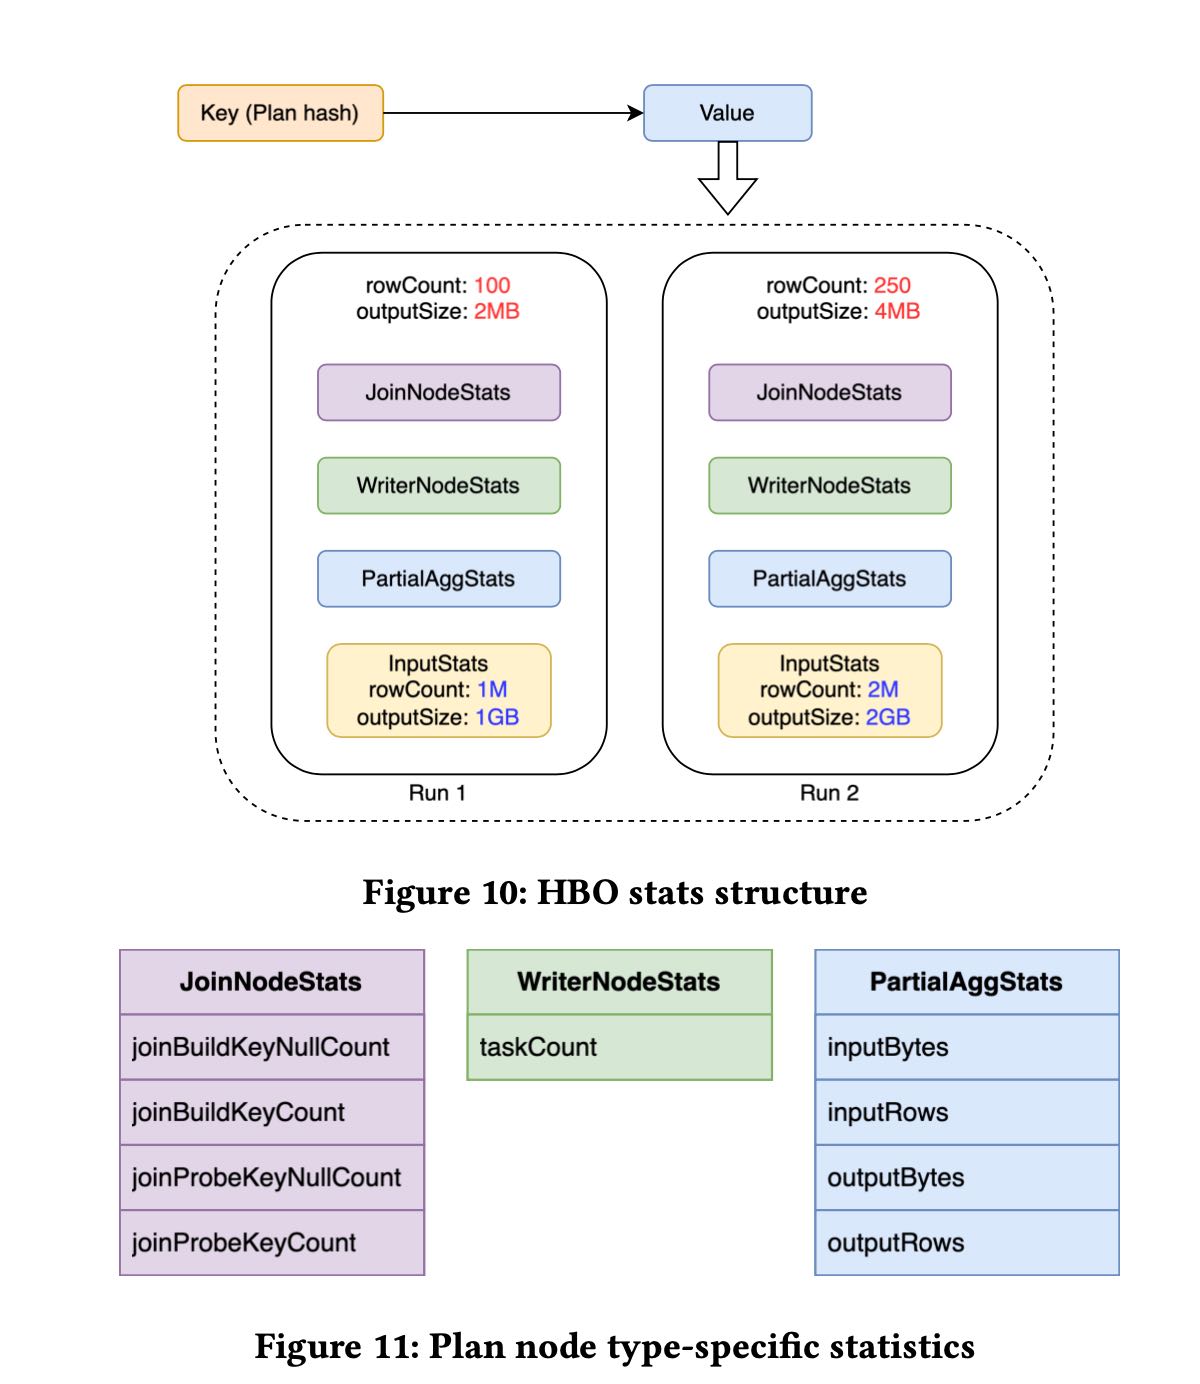 Key (Plan hash)
Value
rowCount: 100
outputSize: 2MB
JoinNodeStats
WriterNodeStats
PartialAggStats
InputStats
rowCount: 1M
outputSize: 1GB
Run 1
rowCount: 250
outputSize: 4MB
JoinNodeStats
WriterNodeStats
PartialAggStats
InputStats
rowCount: 2M
outputSize: 2GB
Run 2
Figure 10: HBO stats structure
JoinNodeStats
joinBuildKeyNullCount
joinBuildKeyCount
joinProbeKeyNullCount
joinProbeKeyCount
WriterNodeStats
taskCount
PartialAggStats
inputBytes
inputRows
outputBytes
outputRows
Figure 11: Plan node type-specific statistics